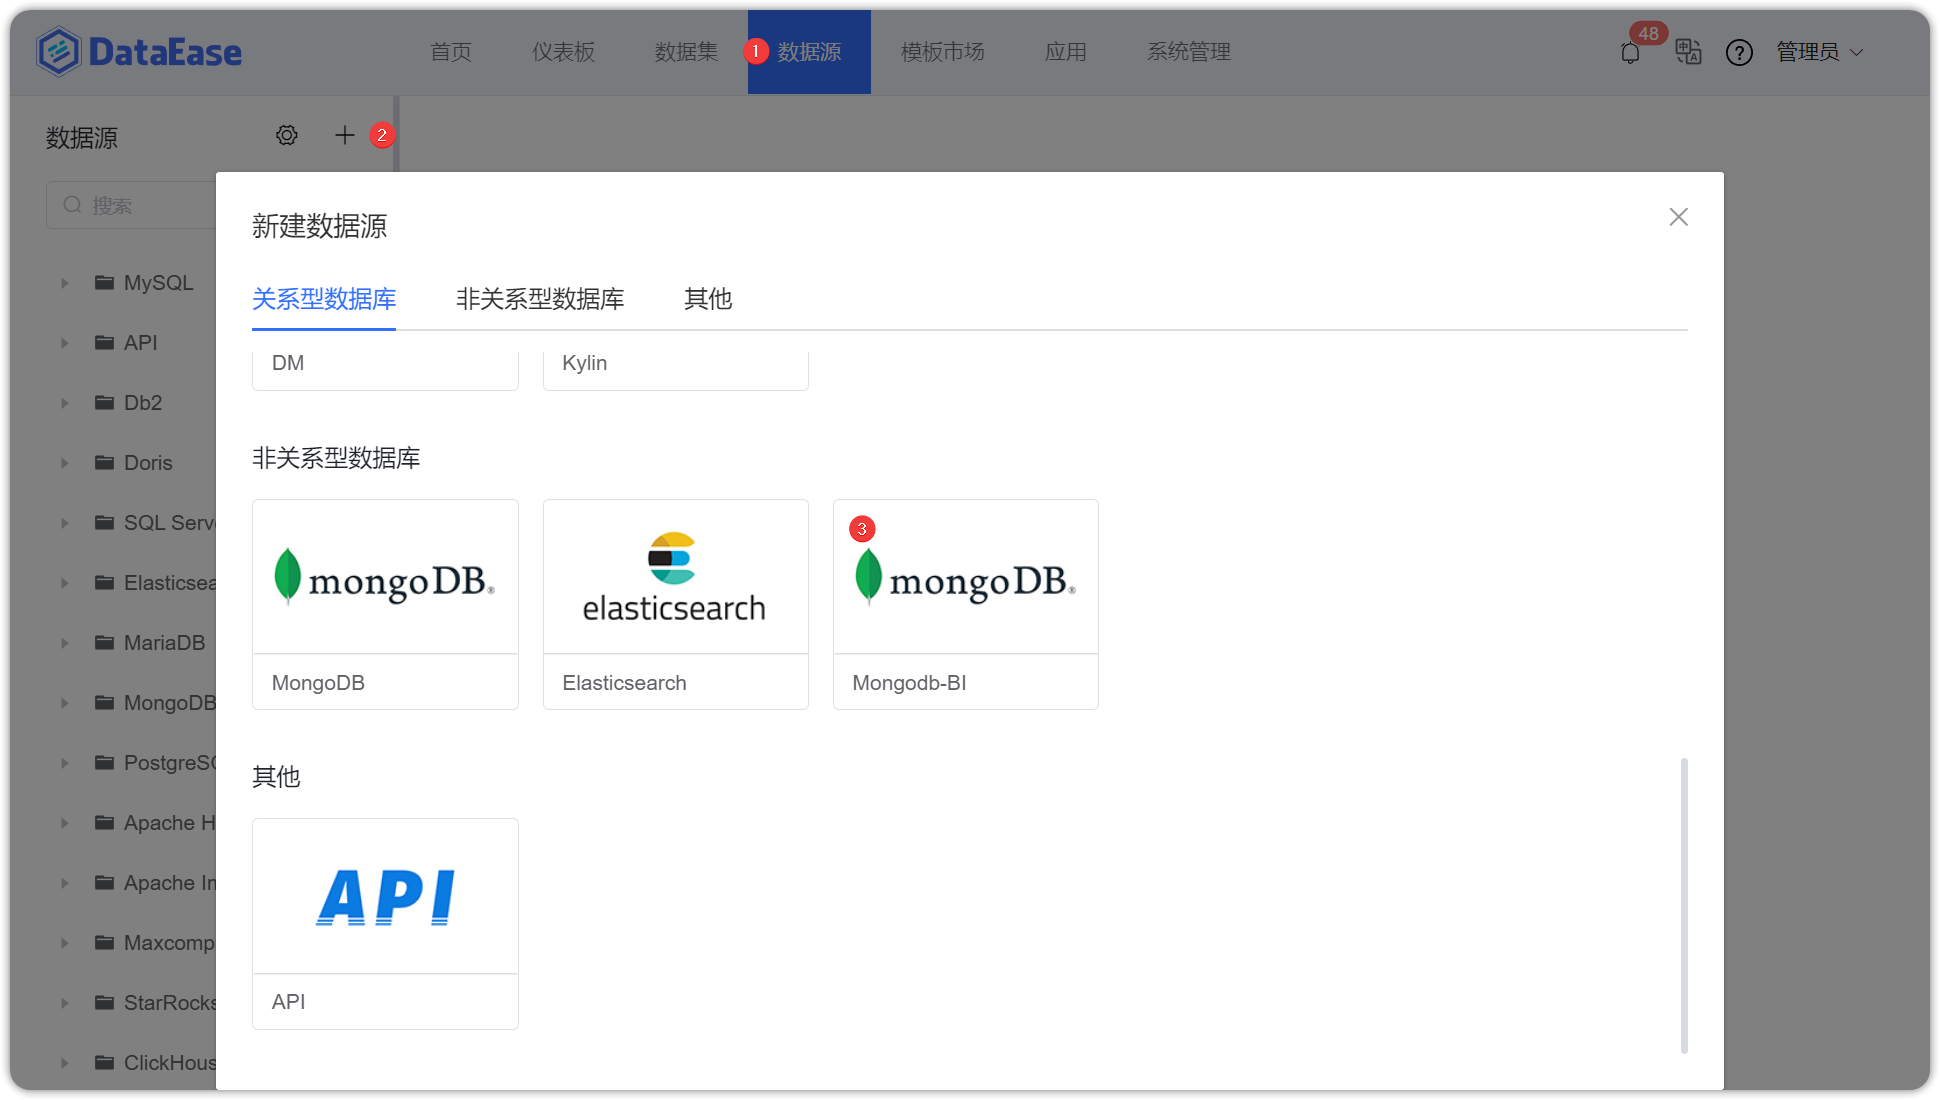 DataEase
首页
仪表板
数据集
1
数据源
模板市场
应用
系统管理
48
管理员
数据源
2
搜索
MySQL
API
Db2
Doris
SQL Serv
Elasticsea
MariaDB
MongoDB
PostgreSQ
Apache H
Apache Im
Maxcomp
StarRocks
ClickHous
新建数据源
关系型数据库
非关系型数据库
其他
DM
Kylin
非关系型数据库
mongoDB®
MongoDB
elasticsearch
Elasticsearch
3
mongoDB®
Mongodb-BI
其他
API
API